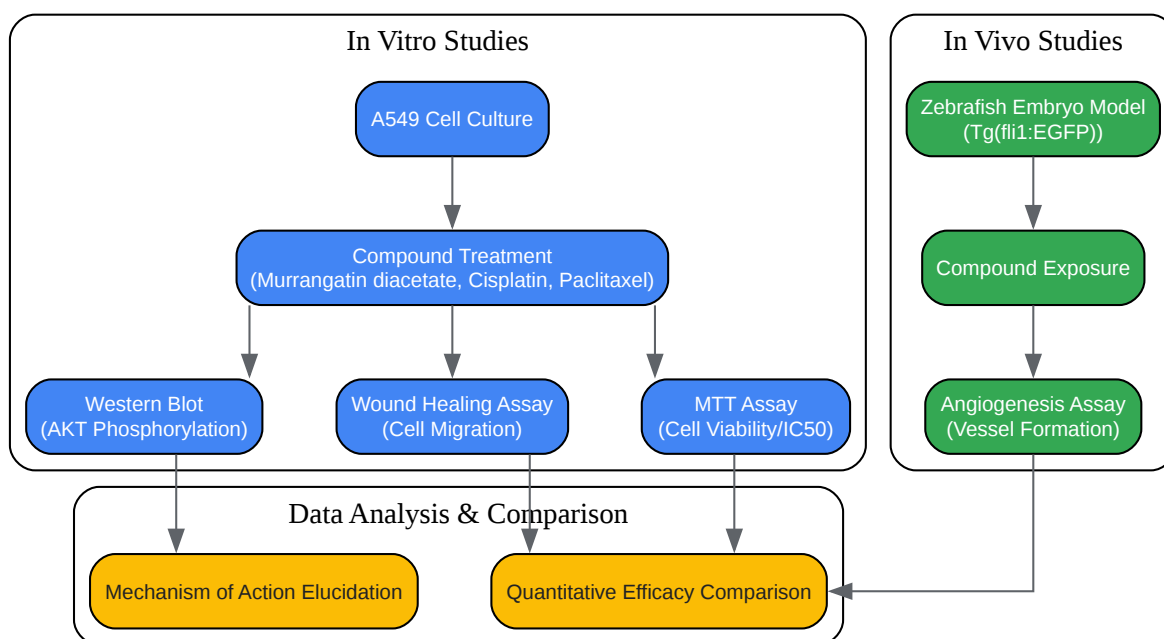 In Vitro Studies
A549 Cell Culture
Compound Treatment
(Murrangatin diacetate, Cisplatin, Paclitaxel)
Western Blot
(AKT Phosphorylation)
Wound Healing Assay
(Cell Migration)
MTT Assay
(Cell Viability/IC50)
In Vivo Studies
Zebrafish Embryo Model
(Tg(fli1:EGFP))
Compound Exposure
Angiogenesis Assay
(Vessel Formation)
Data Analysis & Comparison
Mechanism of Action Elucidation
Quantitative Efficacy Comparison